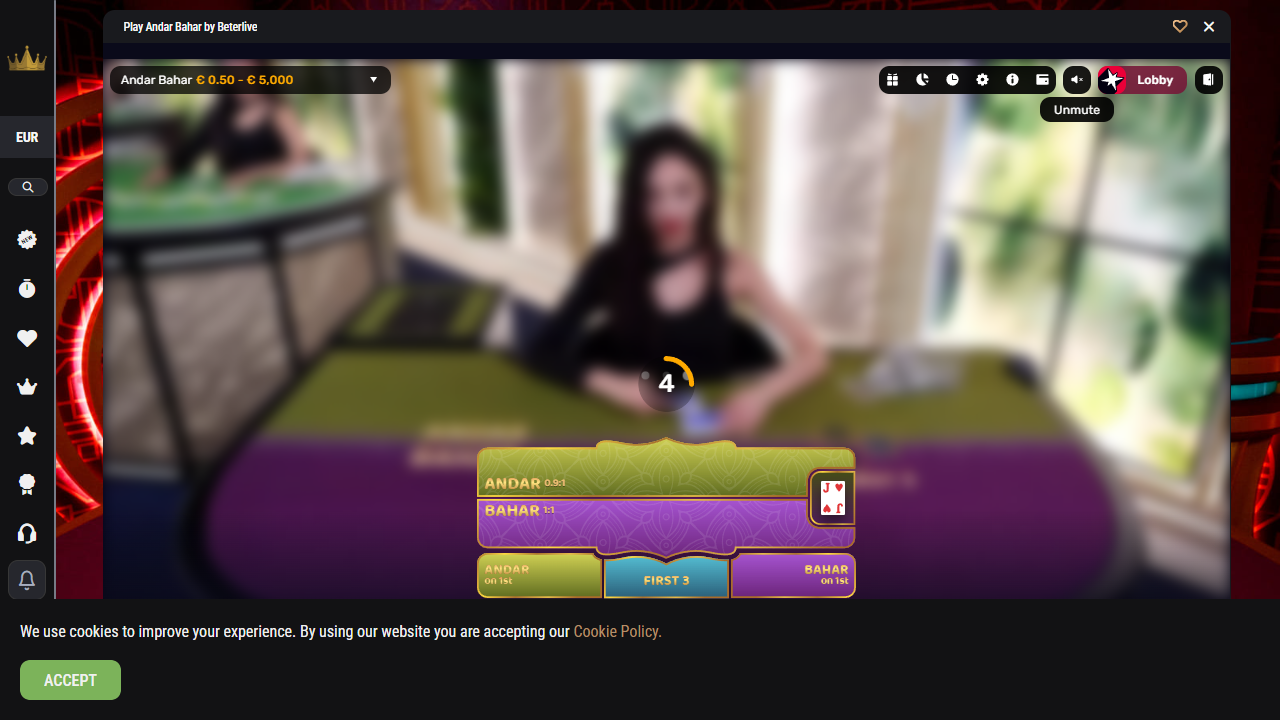 Play Andar Bahar by Beterlive
Andar Bahar € 0.50 - € 5,000
Lobby
Unmute
EUR
NEW
4
ANDAR 0.9:1
BAHAR 1:1
J
J
ANDAR
on 1st
FIRST 3
BAHAR
on 1st
We use cookies to improve your experience. By using our website you are accepting our Cookie Policy.
ACCEPT